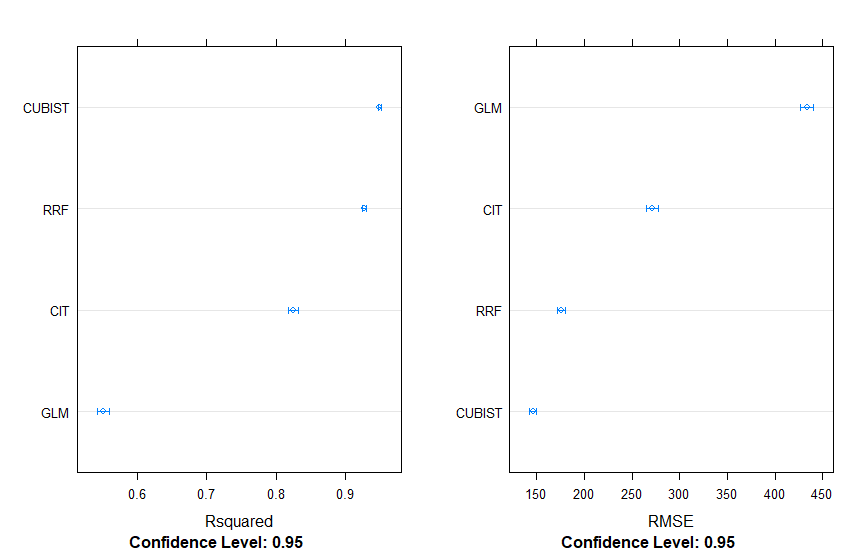 CUBIST
RRF
CIT
GLM
0.6 0.7 0.8 0.9
Rsquared
Confidence Level: 0.95
GLM
CIT
RRF
CUBIST
150 200 250 300 350 400 450
RMSE
Confidence Level: 0.95